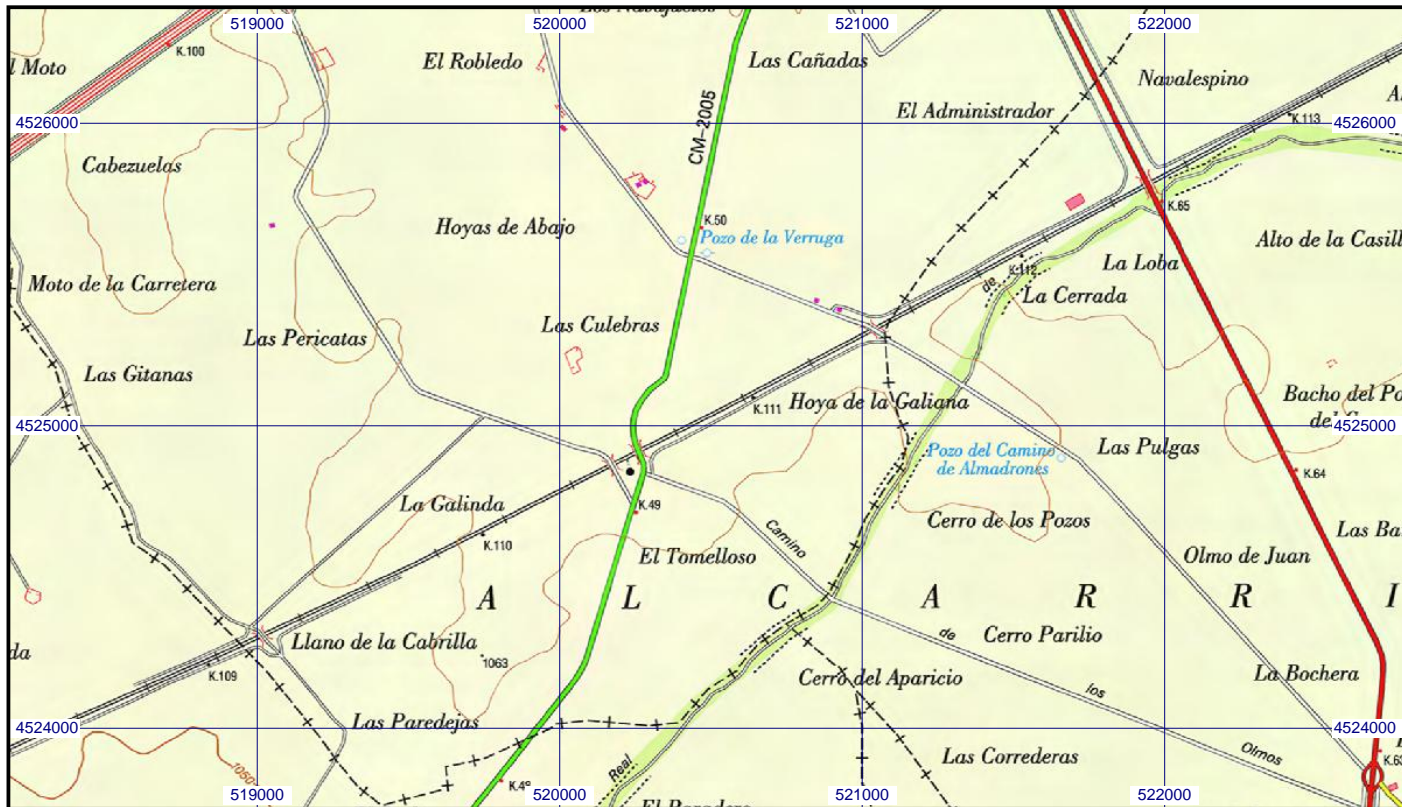 519000
520000
521000
522000
K.100
l Moto
El Robledo
Las Cañadas
Navalespino
CM-2005
El Administrador
4526000
K.113
4526000
Cabezuelas
K.50
K.65
Hoyas de Abajo
Pozo de la Verruga
Alto de la Casill
Moto de la Carretera
K.112
La Loba
de
La Cerrada
Las Culebras
Las Pericatas
Las Gitanas
K.111
Hoya de la Galiana
Bacho del Po
4525000
4525000
Pozo del Camino
de Almadrones
Las Pulgas
K.64
La Galinda
K.49
Cerro de los Pozos
K.110
Camino
Las Ba
El Tomelloso
Olmo de Juan
A L C A R R I
da
Llano de la Cabrilla
1063
de
Cerro Parilio
K.109
Cerro del Aparicio
los
La Bochera
Las Paredejas
4524000
4524000
Real
Las Correderas
Olmos
K.63
1050
519000
520000
521000
522000